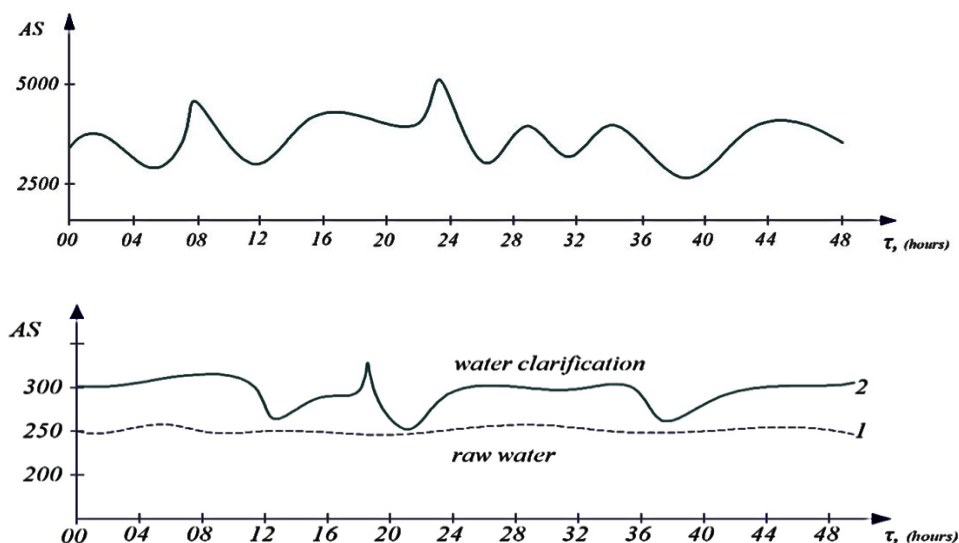 AS
5000
2500
00 04 08 12 16 20 24 28 32 36 40 44 48
τ, (hours)
AS
water clarification
300
2
250
1
raw water
200
00 04 08 12 16 20 24 28 32 36 40 44 48
τ, (hours)